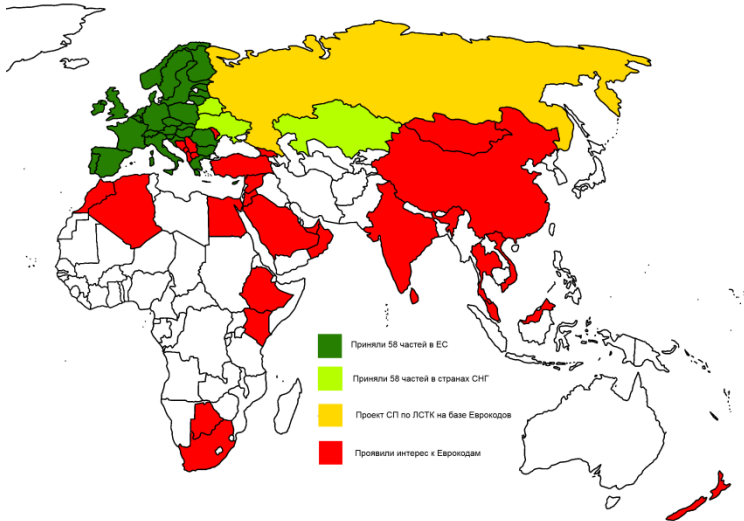 Приняли 58 частей в ЕС
Приняли 58 частей в странах СНГ
Проект СП по ЛСТК на базе Еврокодов
Проявили интерес к Еврокодам